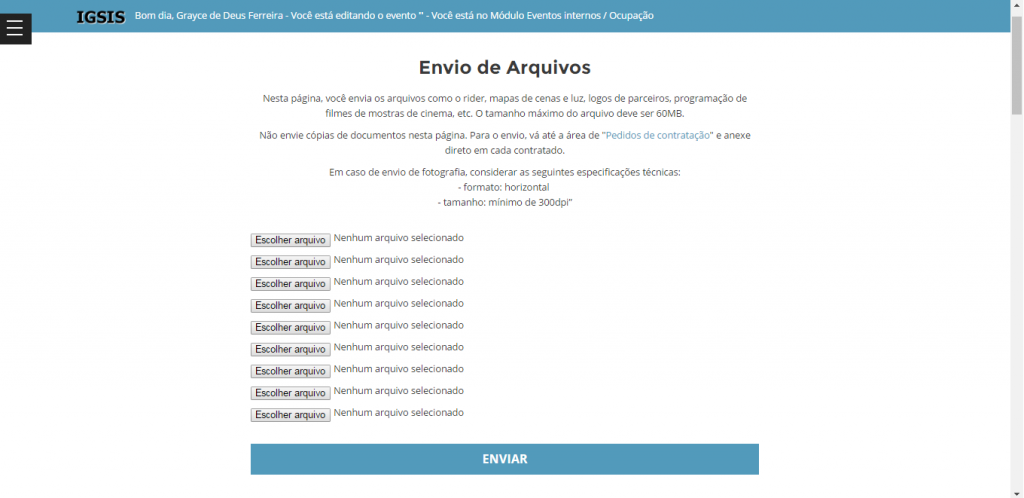 IGSIS Bom dia, Grayce de Deus Ferreira - Você está editando o evento '' - Você está no Módulo Eventos internos / Ocupação
Envio de Arquivos
Nesta página, você envia os arquivos como o rider, mapas de cenas e luz, logos de parceiros, programação de
filmes de mostras de cinema, etc. O tamanho máximo do arquivo deve ser 60MB.
Não envie cópias de documentos nesta página. Para o envio, vá até a área de "Pedidos de contratação" e anexe
direto em cada contratado.
Em caso de envio de fotografia, considerar as seguintes especificações técnicas:
- formato: horizontal
- tamanho: mínimo de 300dpi"
Escolher arquivo Nenhum arquivo selecionado
Escolher arquivo Nenhum arquivo selecionado
Escolher arquivo Nenhum arquivo selecionado
Escolher arquivo Nenhum arquivo selecionado
Escolher arquivo Nenhum arquivo selecionado
Escolher arquivo Nenhum arquivo selecionado
Escolher arquivo Nenhum arquivo selecionado
Escolher arquivo Nenhum arquivo selecionado
Escolher arquivo Nenhum arquivo selecionado
ENVIAR